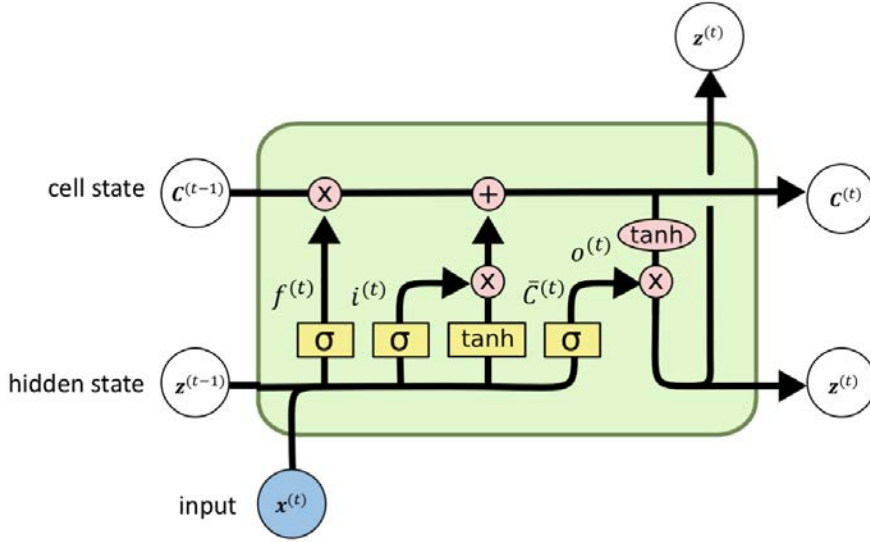 z^(t)
cell state C^(t−1) x + C^(t)
tanh
f^(t) i^(t) x C̄^(t) o^(t) x
σ σ tanh σ
hidden state z^(t−1) z^(t)
input x^(t)